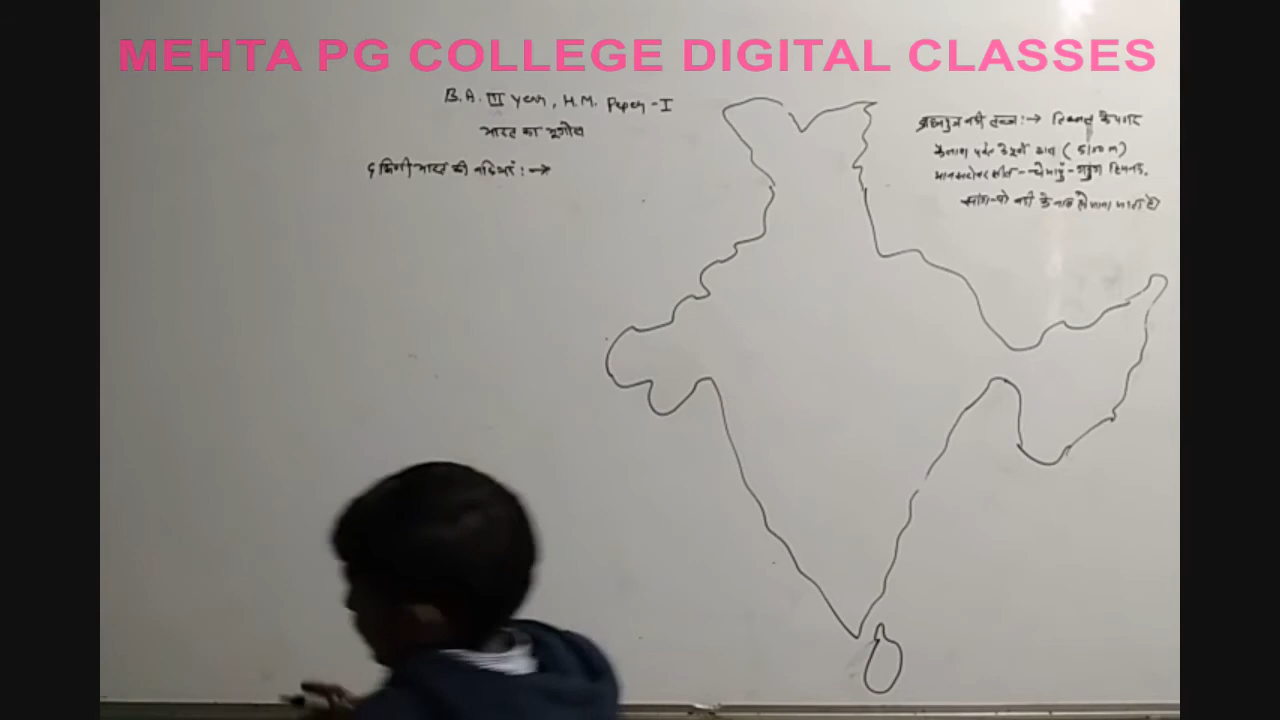 MEHTA PG COLLEGE DIGITAL CLASSES
B.A. III Year, H.M. Paper - I
भारत का भूगोल
दक्षिणी भारत की नदियां :→
ब्रह्मपुत्र नदी तन्त्र :→ तिब्बत के पठार
कैलाश पर्वत (5100 m)
मानसरोवर झील - चेमायुं - हिमनद,
सांग-पो नदी के नाम से जाना जाता है